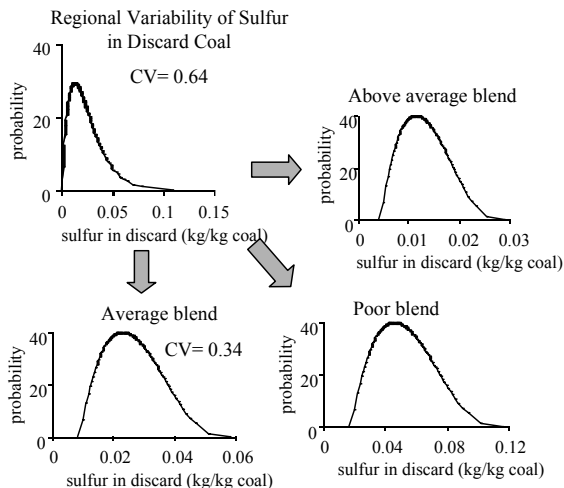 Regional Variability of Sulfur
in Discard Coal
CV= 0.64
40
20
0
probability
0 0.05 0.1 0.15
sulfur in discard (kg/kg coal)
Above average blend
40
20
0
probability
0 0.01 0.02 0.03
sulfur in discard (kg/kg coal)
Average blend
CV= 0.34
40
20
0
probability
0 0.02 0.04 0.06
sulfur in discard (kg/kg coal)
Poor blend
40
20
0
probability
0 0.04 0.08 0.12
sulfur in discard (kg/kg coal)